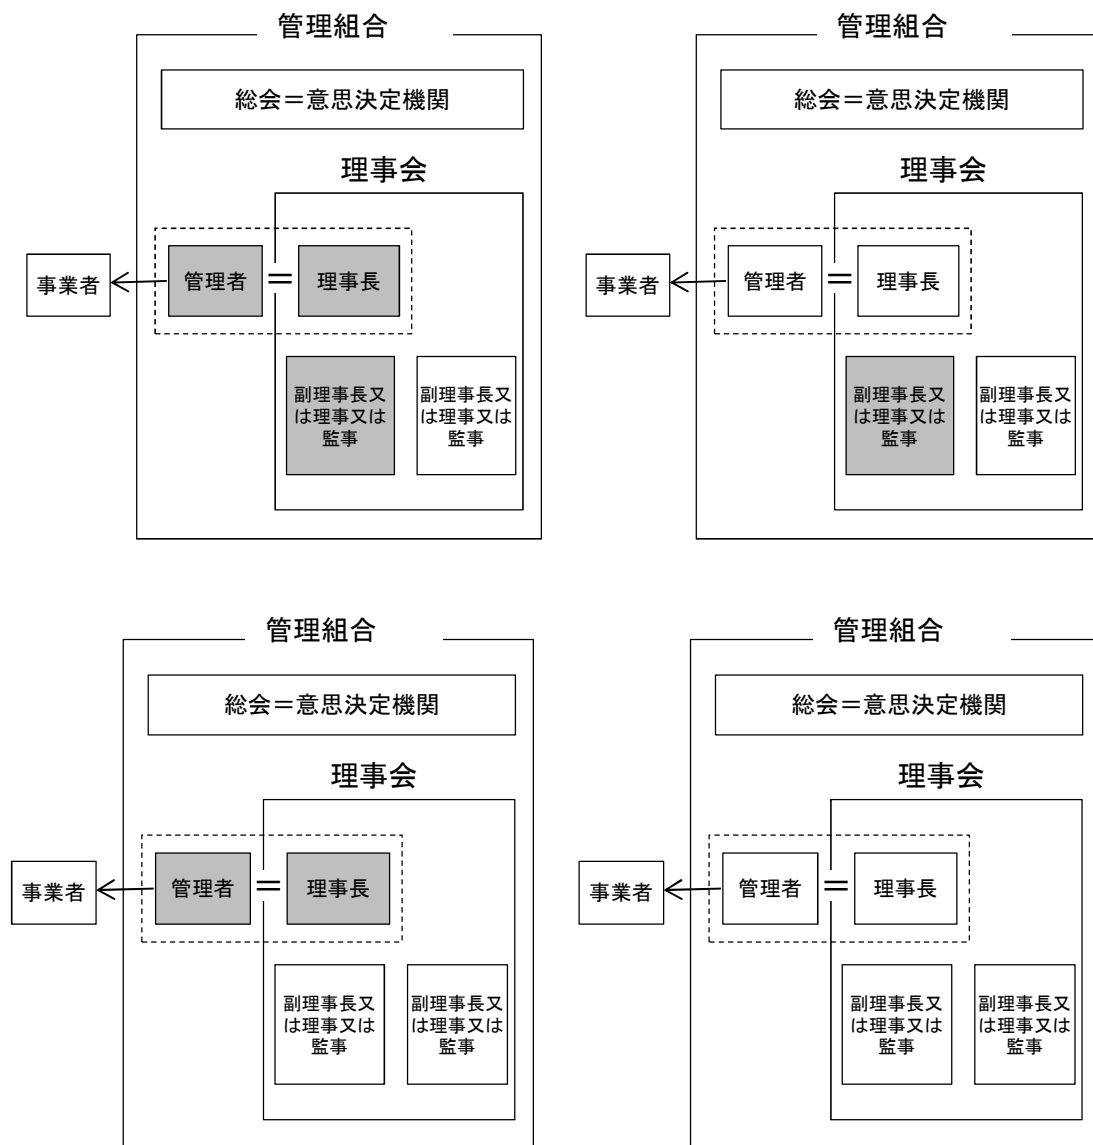 管理組合
総会＝意思決定機関
理事会
事業者
管理者
＝
理事長
副理事長又
は理事又は
監事
副理事長又
は理事又は
監事
管理組合
総会＝意思決定機関
理事会
事業者
管理者
＝
理事長
副理事長又
は理事又は
監事
副理事長又
は理事又は
監事
管理組合
総会＝意思決定機関
理事会
事業者
管理者
＝
理事長
副理事長又
は理事又は
監事
副理事長又
は理事又は
監事
管理組合
総会＝意思決定機関
理事会
事業者
管理者
＝
理事長
副理事長又
は理事又は
監事
副理事長又
は理事又は
監事